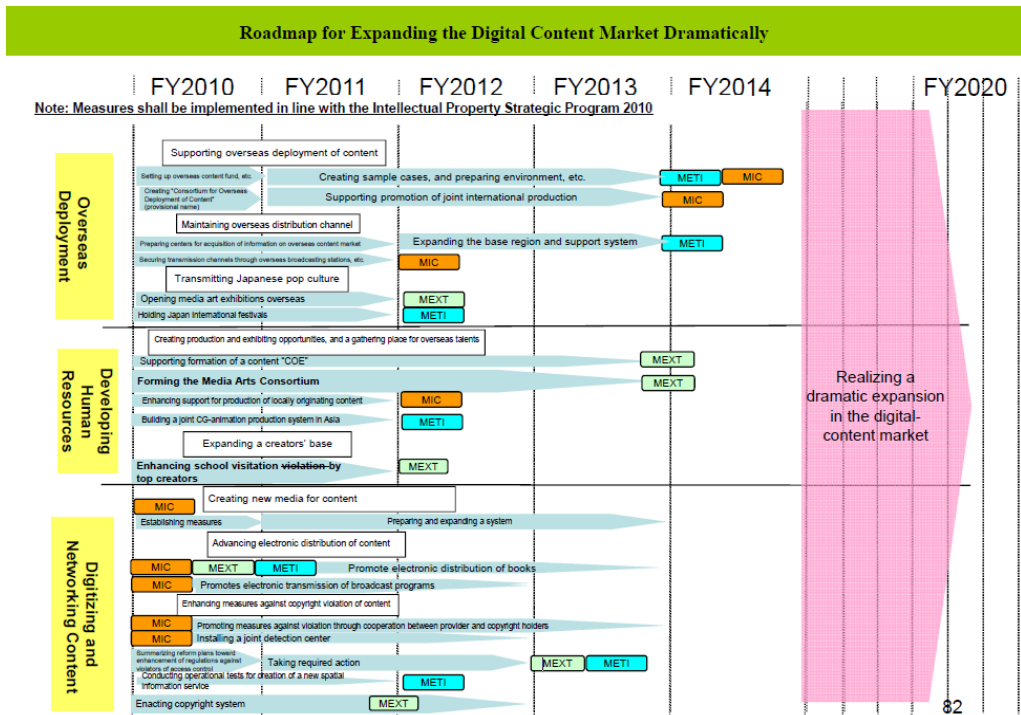 Roadmap for Expanding the Digital Content Market Dramatically
FY2010 FY2011 FY2012 FY2013 FY2014 FY2020
Note: Measures shall be implemented in line with the Intellectual Property Strategic Program 2010
Overseas
Deployment
Supporting overseas deployment of content
Setting up overseas content fund, etc.
Creating sample cases, and preparing environment, etc.
METI
MIC
Creating "Consortium for Overseas
Deployment of Content"
(provisional name)
Supporting promotion of joint international production
MIC
Maintaining overseas distribution channel
Preparing centers for acquisition of information on overseas content market
Expanding the base region and support system
METI
Securing transmission channels through overseas broadcasting stations, etc.
MIC
Transmitting Japanese pop culture
Opening media art exhibitions overseas
MEXT
Holding Japan International festivals
METI
Developing
Human
Resources
Creating production and exhibiting opportunities, and a gathering place for overseas talents
Supporting formation of a content "COE"
MEXT
Forming the Media Arts Consortium
MEXT
Enhancing support for production of locally originating content
MIC
Building a joint CG-animation production system in Asia
METI
Expanding a creators' base
Enhancing school visitation violation by
top creators
MEXT
Realizing a
dramatic expansion
in the digital-
content market
Digitizing and
Networking Content
Creating new media for content
MIC
Establishing measures
Preparing and expanding a system
Advancing electronic distribution of content
MIC
MEXT
METI
Promote electronic distribution of books
MIC
Promotes electronic transmission of broadcast programs
Enhancing measures against copyright violation of content
MIC
Promoting measures against violation through cooperation between provider and copyright holders
MIC
Installing a joint detection center
Summarizing reform plans toward
enhancement of regulations against
violators of access control
Taking required action
MEXT
METI
Conducting operational tests for creation of a new spatial
information service
METI
Enacting copyright system
MEXT
82